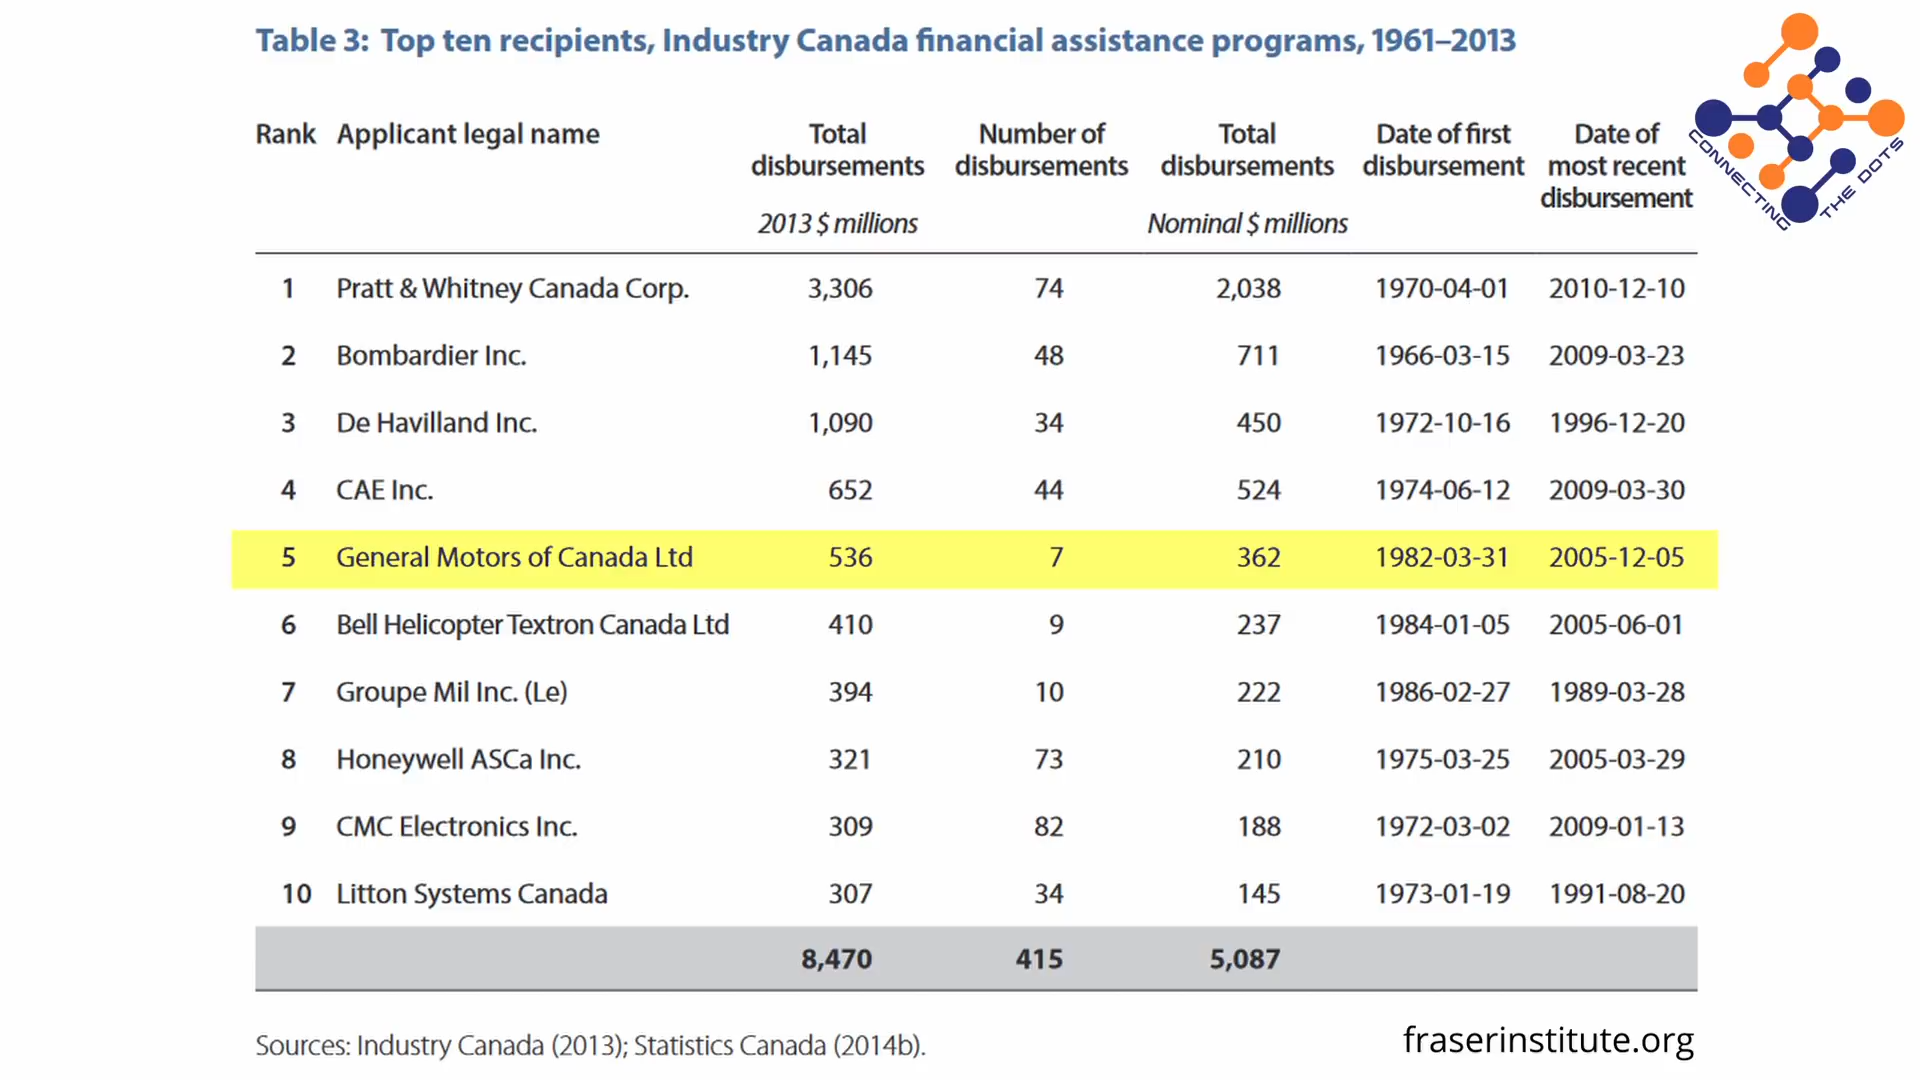 Table 3: Top ten recipients, Industry Canada financial assistance programs, 1961–2013
Rank Applicant legal name Total disbursements Number of disbursements Total disbursements Date of first disbursement Date of most recent disbursement
2013 $ millions Nominal $ millions
1 Pratt & Whitney Canada Corp. 3,306 74 2,038 1970-04-01 2010-12-10
2 Bombardier Inc. 1,145 48 711 1966-03-15 2009-03-23
3 De Havilland Inc. 1,090 34 450 1972-10-16 1996-12-20
4 CAE Inc. 652 44 524 1974-06-12 2009-03-30
5 General Motors of Canada Ltd 536 7 362 1982-03-31 2005-12-05
6 Bell Helicopter Textron Canada Ltd 410 9 237 1984-01-05 2005-06-01
7 Groupe Mil Inc. (Le) 394 10 222 1986-02-27 1989-03-28
8 Honeywell ASCa Inc. 321 73 210 1975-03-25 2005-03-29
9 CMC Electronics Inc. 309 82 188 1972-03-02 2009-01-13
10 Litton Systems Canada 307 34 145 1973-01-19 1991-08-20
8,470 415 5,087
Sources: Industry Canada (2013); Statistics Canada (2014b).
fraserinstitute.org
CONNECTING THE DOTS